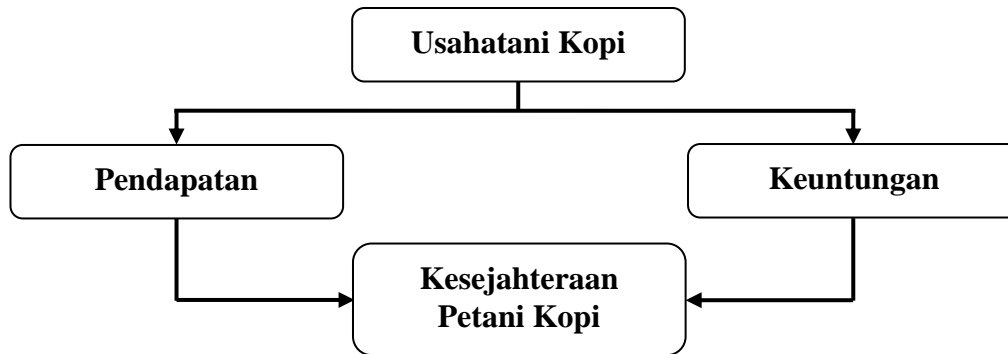 Usahatani Kopi
Pendapatan
Keuntungan
Kesejahteraan
Petani Kopi